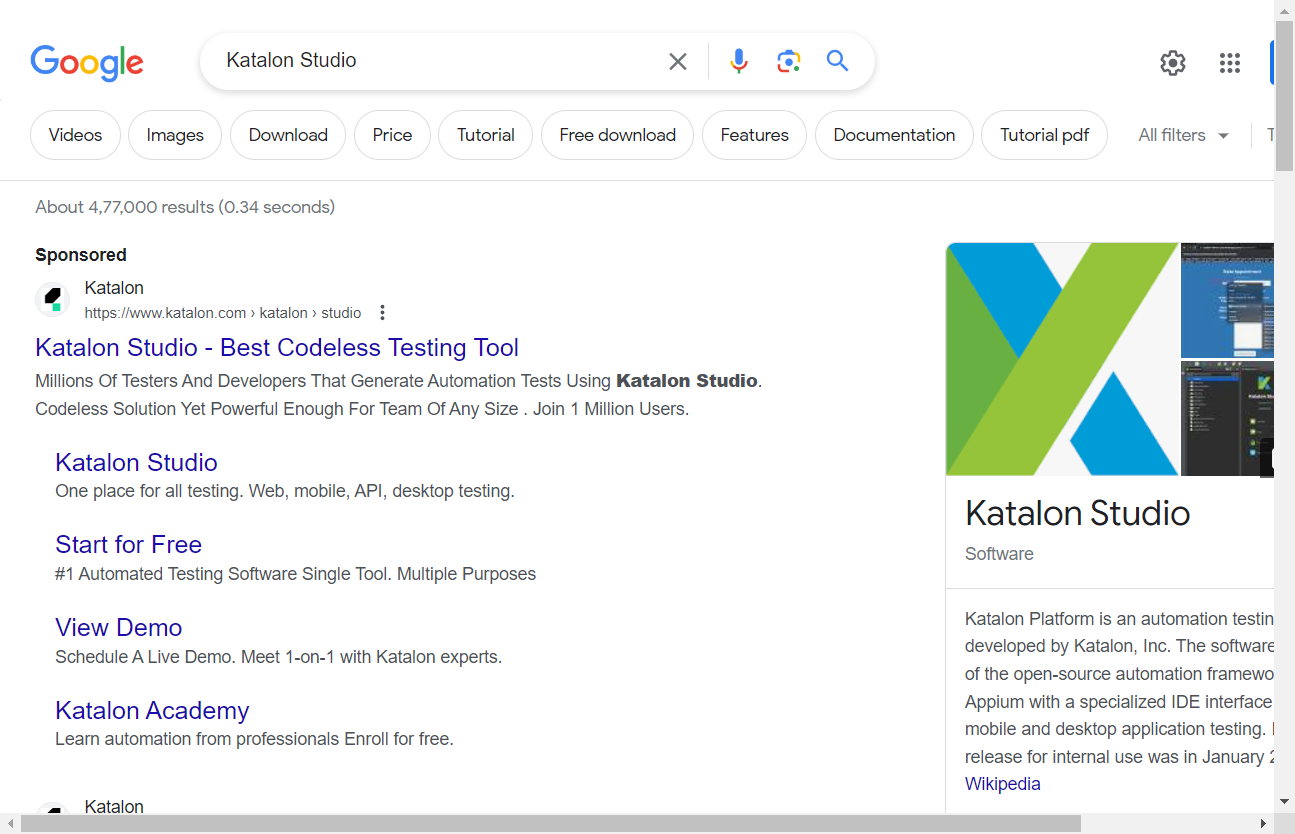 Google
Katalon Studio
Videos
Images
Download
Price
Tutorial
Free download
Features
Documentation
Tutorial pdf
All filters
About 4,77,000 results (0.34 seconds)
Sponsored
Katalon
https://www.katalon.com › katalon › studio
Katalon Studio - Best Codeless Testing Tool
Millions Of Testers And Developers That Generate Automation Tests Using Katalon Studio.
Codeless Solution Yet Powerful Enough For Team Of Any Size . Join 1 Million Users.
Katalon Studio
One place for all testing. Web, mobile, API, desktop testing.
Start for Free
#1 Automated Testing Software Single Tool. Multiple Purposes
View Demo
Schedule A Live Demo. Meet 1-on-1 with Katalon experts.
Katalon Academy
Learn automation from professionals Enroll for free.
Katalon
Katalon Studio
Software
Katalon Platform is an automation testin
developed by Katalon, Inc. The software
of the open-source automation framewo
Appium with a specialized IDE interface
mobile and desktop application testing.
release for internal use was in January
Wikipedia